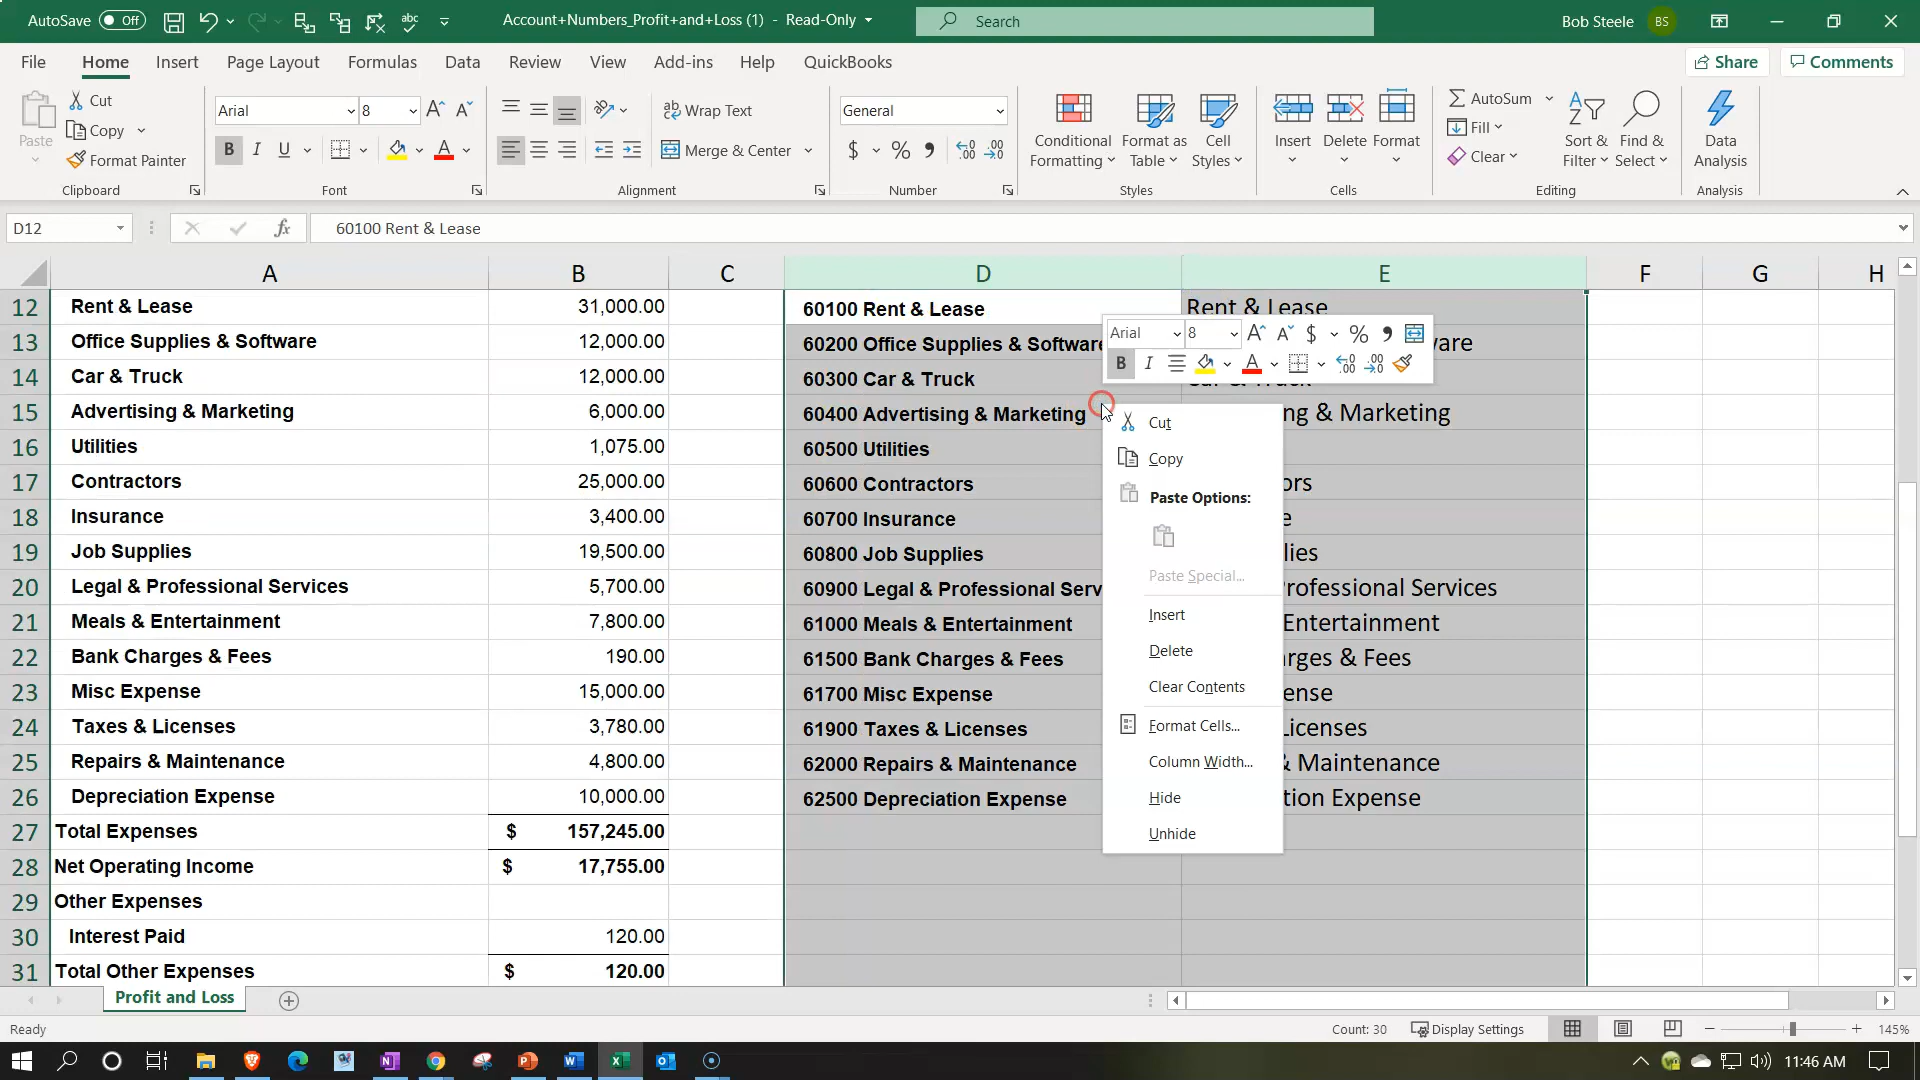 AutoSave Off Account+Numbers_Profit+and+Loss (1) - Read-Only Search Bob Steele BS
File Home Insert Page Layout Formulas Data Review View Add-ins Help QuickBooks Share Comments
Paste Cut Copy Format Painter
Clipboard
Arial 8
B I U A
Font
Wrap Text
Merge & Center
Alignment
General
$ % ,
Number
Conditional Formatting Format as Table Cell Styles
Styles
Insert Delete Format
Cells
AutoSum Fill Clear Sort & Filter Find & Select
Editing
Data Analysis
Analysis
D12 fx 60100 Rent & Lease
A B C D E F G H
12 Rent & Lease 31,000.00 60100 Rent & Lease Rent & Lease
13 Office Supplies & Software 12,000.00 60200 Office Supplies & Software ware
14 Car & Truck 12,000.00 60300 Car & Truck
15 Advertising & Marketing 6,000.00 60400 Advertising & Marketing ng & Marketing
16 Utilities 1,075.00 60500 Utilities
17 Contractors 25,000.00 60600 Contractors ors
18 Insurance 3,400.00 60700 Insurance e
19 Job Supplies 19,500.00 60800 Job Supplies lies
20 Legal & Professional Services 5,700.00 60900 Legal & Professional Serv rofessional Services
21 Meals & Entertainment 7,800.00 61000 Meals & Entertainment Entertainment
22 Bank Charges & Fees 190.00 61500 Bank Charges & Fees rges & Fees
23 Misc Expense 15,000.00 61700 Misc Expense ense
24 Taxes & Licenses 3,780.00 61900 Taxes & Licenses Licenses
25 Repairs & Maintenance 4,800.00 62000 Repairs & Maintenance & Maintenance
26 Depreciation Expense 10,000.00 62500 Depreciation Expense tion Expense
27 Total Expenses $ 157,245.00
28 Net Operating Income $ 17,755.00
29 Other Expenses
30 Interest Paid 120.00
31 Total Other Expenses $ 120.00
Arial 8 $ % ,
B I A
Cut
Copy
Paste Options:
Paste Special...
Insert
Delete
Clear Contents
Format Cells...
Column Width...
Hide
Unhide
Profit and Loss
Ready Count: 30 Display Settings 145%
11:46 AM